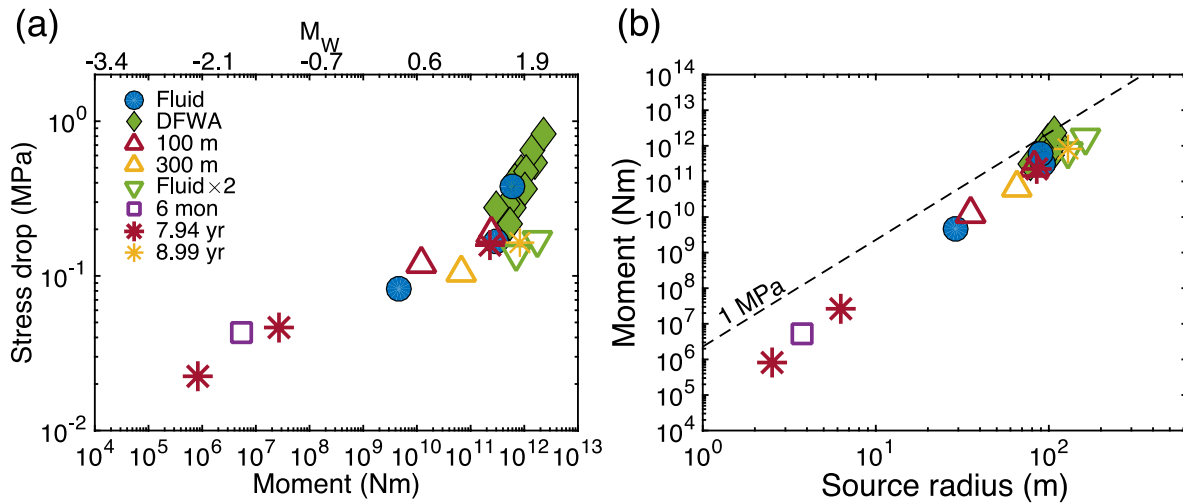 (a)
M_W
-3.4 -2.1 -0.7 0.6 1.9
10^0
10^-1
10^-2
Stress drop (MPa)
Fluid
DFWA
100 m
300 m
Fluid×2
6 mon
7.94 yr
8.99 yr
10^4 10^5 10^6 10^7 10^8 10^9 10^10 10^11 10^12 10^13
Moment (Nm)
(b)
10^14
10^13
10^12
10^11
10^10
10^9
10^8
10^7
10^6
10^5
10^4
Moment (Nm)
1 MPa
10^0 10^1 10^2
Source radius (m)